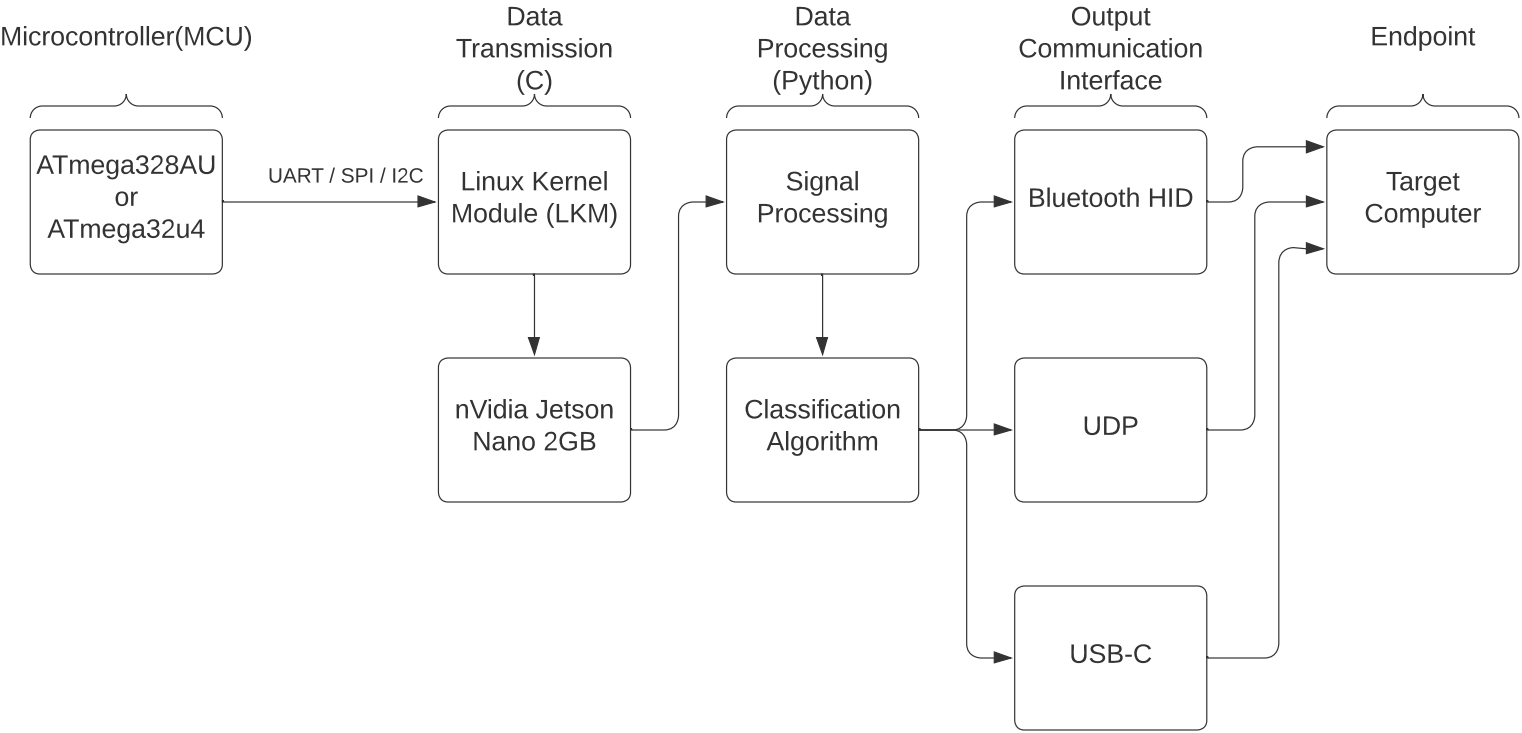 Microcontroller(MCU)
Data
Transmission
(C)
Data
Processing
(Python)
Output
Communication
Interface
Endpoint
ATmega328AU
or
ATmega32u4
UART / SPI / I2C
Linux Kernel
Module (LKM)
Signal
Processing
Bluetooth HID
Target
Computer
nVidia Jetson
Nano 2GB
Classification
Algorithm
UDP
USB-C